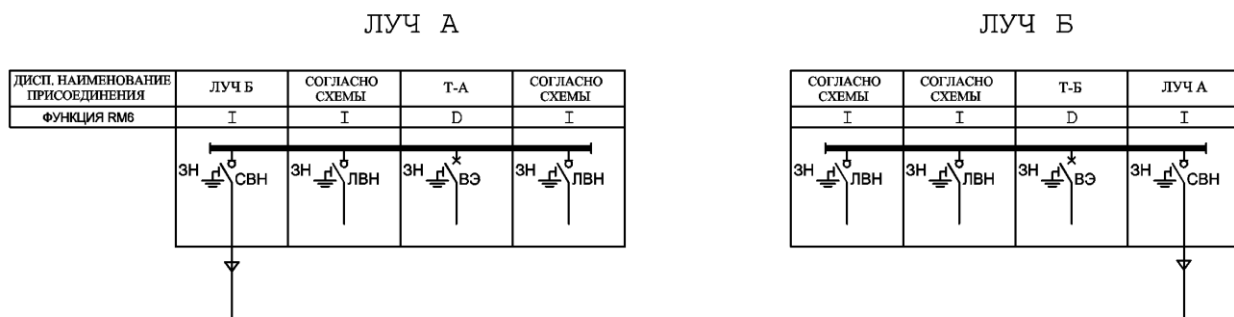 ЛУЧ А
ДИСП. НАИМЕНОВАНИЕ
ПРИСОЕДИНЕНИЯ
ЛУЧ Б
СОГЛАСНО
СХЕМЫ
Т-А
СОГЛАСНО
СХЕМЫ
ФУНКЦИЯ RM6
I
I
D
I
ЗН
СВН
ЗН
ЛВН
ЗН
ВЭ
ЗН
ЛВН
ЛУЧ Б
СОГЛАСНО
СХЕМЫ
СОГЛАСНО
СХЕМЫ
Т-Б
ЛУЧ А
I
I
D
I
ЗН
ЛВН
ЗН
ЛВН
ЗН
ВЭ
ЗН
СВН